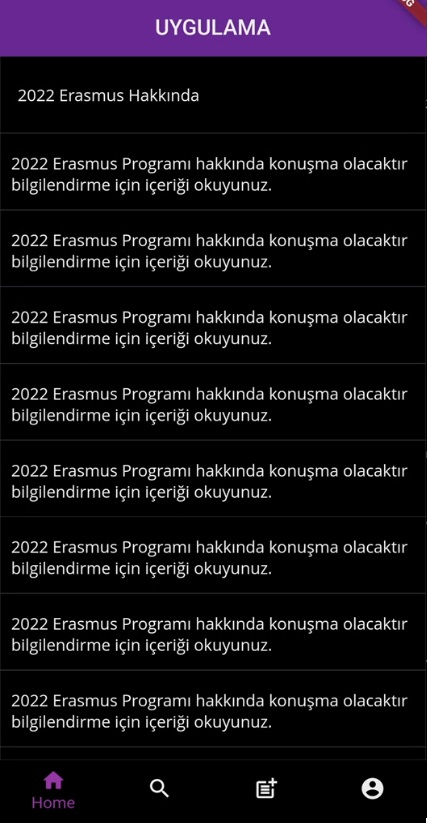 UYGULAMA
2022 Erasmus Hakkında
2022 Erasmus Programı hakkında konuşma olacaktır
bilgilendirme için içeriği okuyunuz.
2022 Erasmus Programı hakkında konuşma olacaktır
bilgilendirme için içeriği okuyunuz.
2022 Erasmus Programı hakkında konuşma olacaktır
bilgilendirme için içeriği okuyunuz.
2022 Erasmus Programı hakkında konuşma olacaktır
bilgilendirme için içeriği okuyunuz.
2022 Erasmus Programı hakkında konuşma olacaktır
bilgilendirme için içeriği okuyunuz.
2022 Erasmus Programı hakkında konuşma olacaktır
bilgilendirme için içeriği okuyunuz.
2022 Erasmus Programı hakkında konuşma olacaktır
bilgilendirme için içeriği okuyunuz.
2022 Erasmus Programı hakkında konuşma olacaktır
bilgilendirme için içeriği okuyunuz.
Home